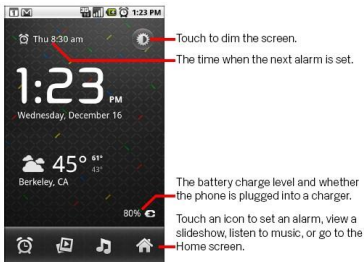 1:23 PM
Thu 8:30 am
Touch to dim the screen.
The time when the next alarm is set.
1:23 PM
Wednesday, December 16
45° 61°
43°
Berkeley, CA
The battery charge level and whether
the phone is plugged into a charger.
80%
Touch an icon to set an alarm, view a
slideshow, listen to music, or go to the
Home screen.